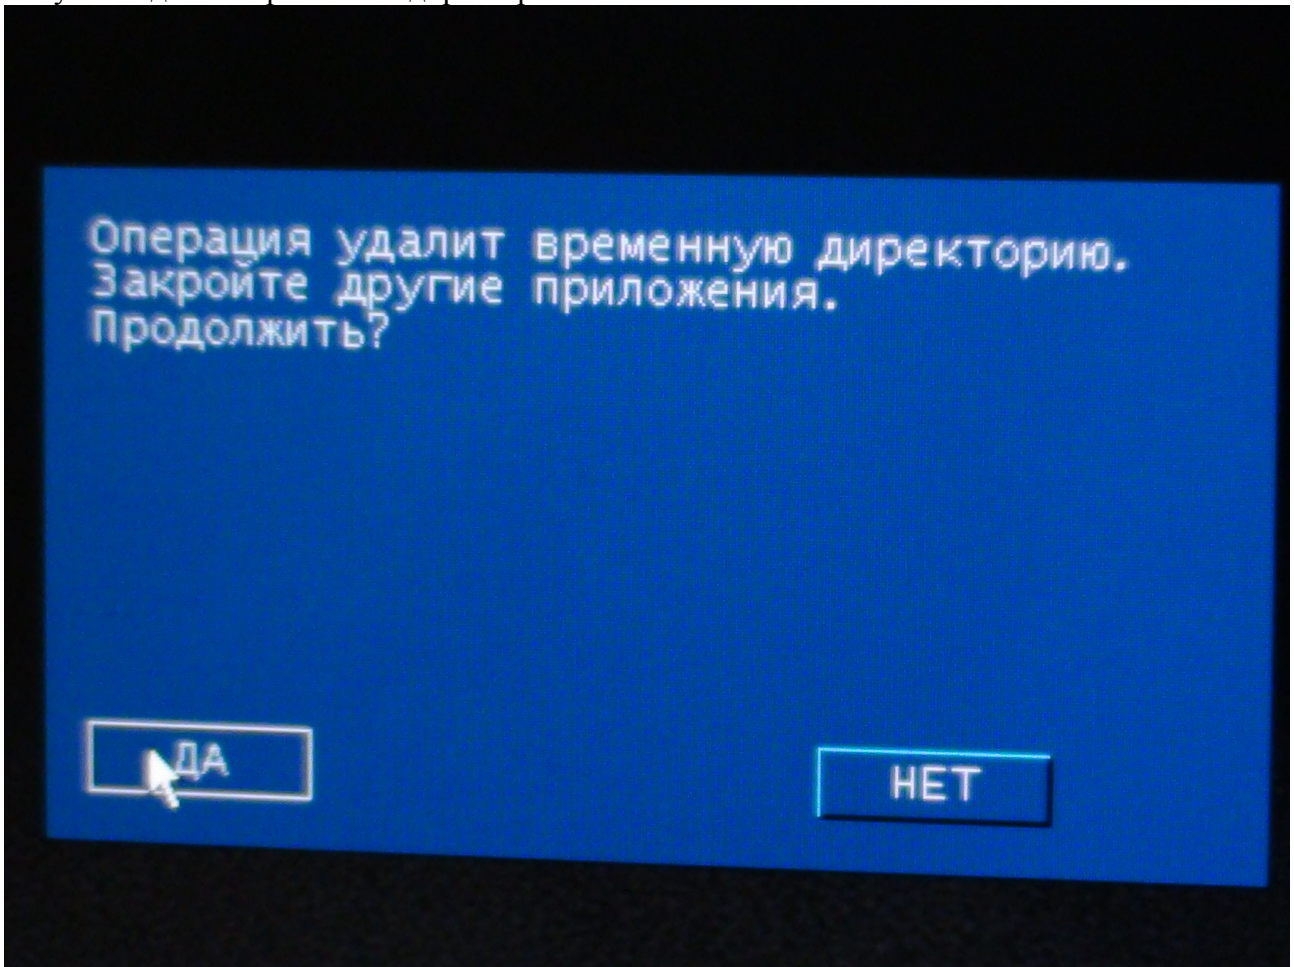 Операция удалит временную директорию.
Закройте другие приложения.
Продолжить?
ДА
НЕТ